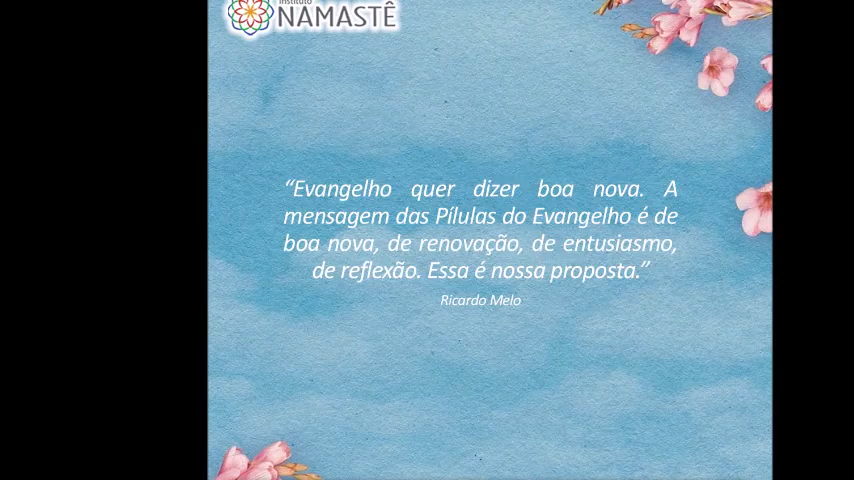 Instituto
NAMASTÊ
“Evangelho quer dizer boa nova. A
mensagem das Pílulas do Evangelho é de
boa nova, de renovação, de entusiasmo,
de reflexão. Essa é nossa proposta.”
Ricardo Melo